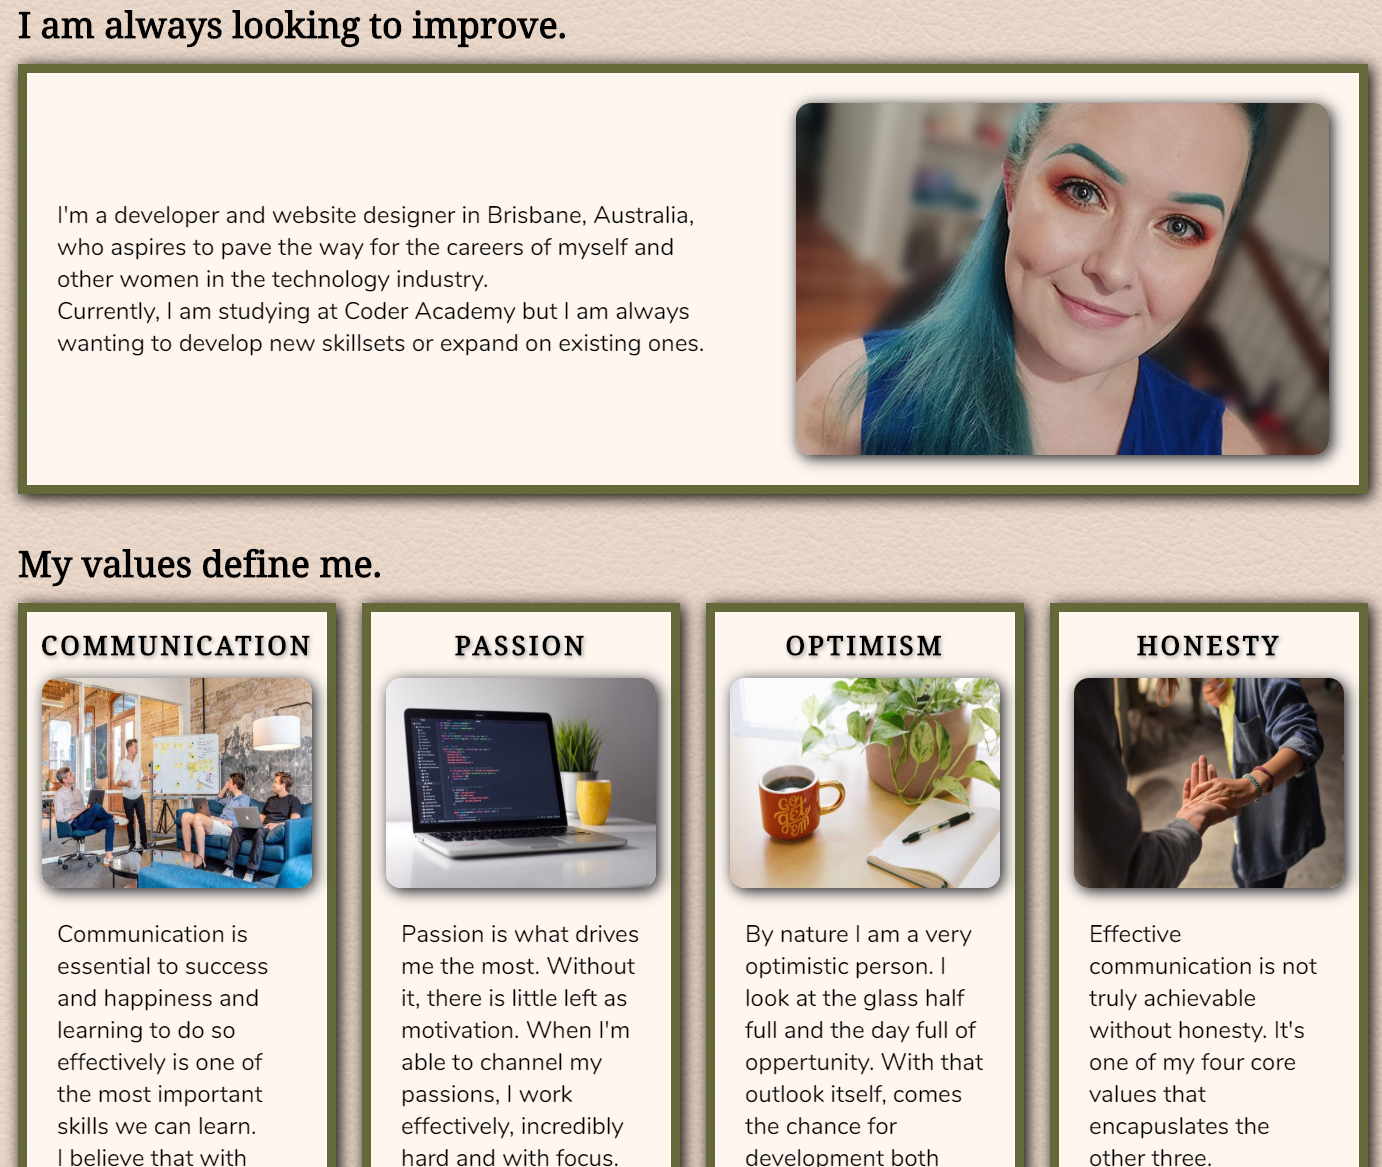 I am always looking to improve.
I'm a developer and website designer in Brisbane, Australia,
who aspires to pave the way for the careers of myself and
other women in the technology industry.
Currently, I am studying at Coder Academy but I am always
wanting to develop new skillsets or expand on existing ones.
My values define me.
COMMUNICATION
Communication is
essential to success
and happiness and
learning to do so
effectively is one of
the most important
skills we can learn.
I believe that with
PASSION
Passion is what drives
me the most. Without
it, there is little left as
motivation. When I'm
able to channel my
passions, I work
effectively, incredibly
hard and with focus.
OPTIMISM
GO
get
'em
By nature I am a very
optimistic person. I
look at the glass half
full and the day full of
oppertunity. With that
outlook itself, comes
the chance for
development both
HONESTY
Effective
communication is not
truly achievable
without honesty. It's
one of my four core
values that
encapuslates the
other three.